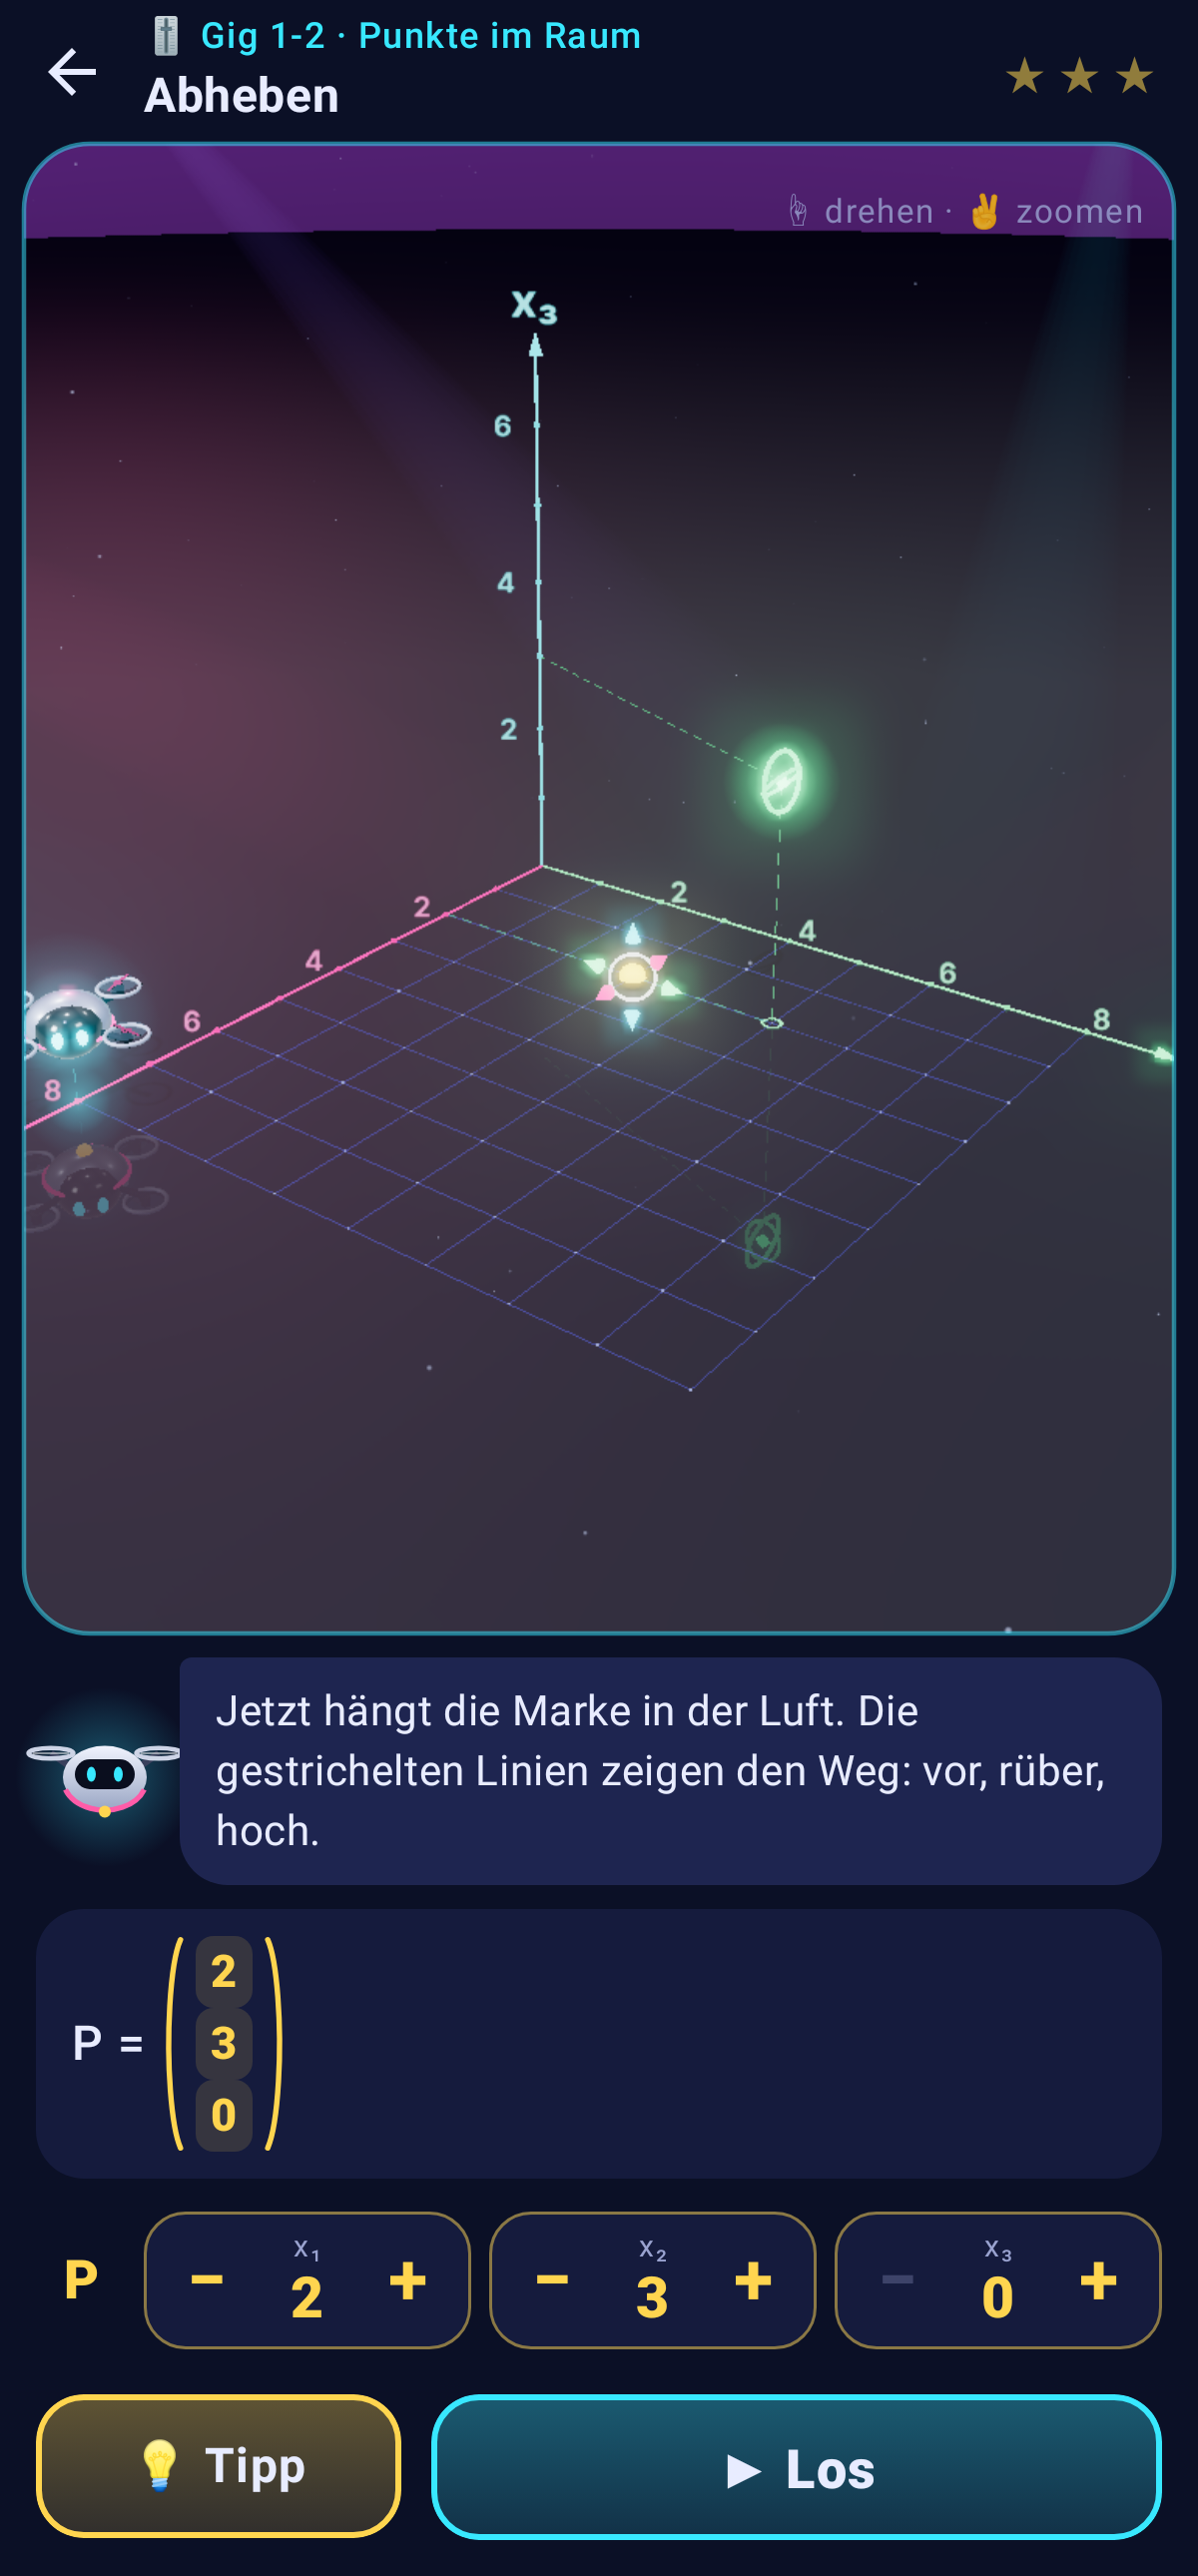 Gig 1-2 · Punkte im Raum
Abheben
★ ★ ★
☝ drehen · ✌ zoomen
x₃
6
4
2
2
2
4
4
6
6
8
8
Jetzt hängt die Marke in der Luft. Die
gestrichelten Linien zeigen den Weg: vor, rüber,
hoch.
P = (2
3
0)
P
x₁
− 2 +
x₂
− 3 +
x₃
− 0 +
💡 Tipp
▶ Los